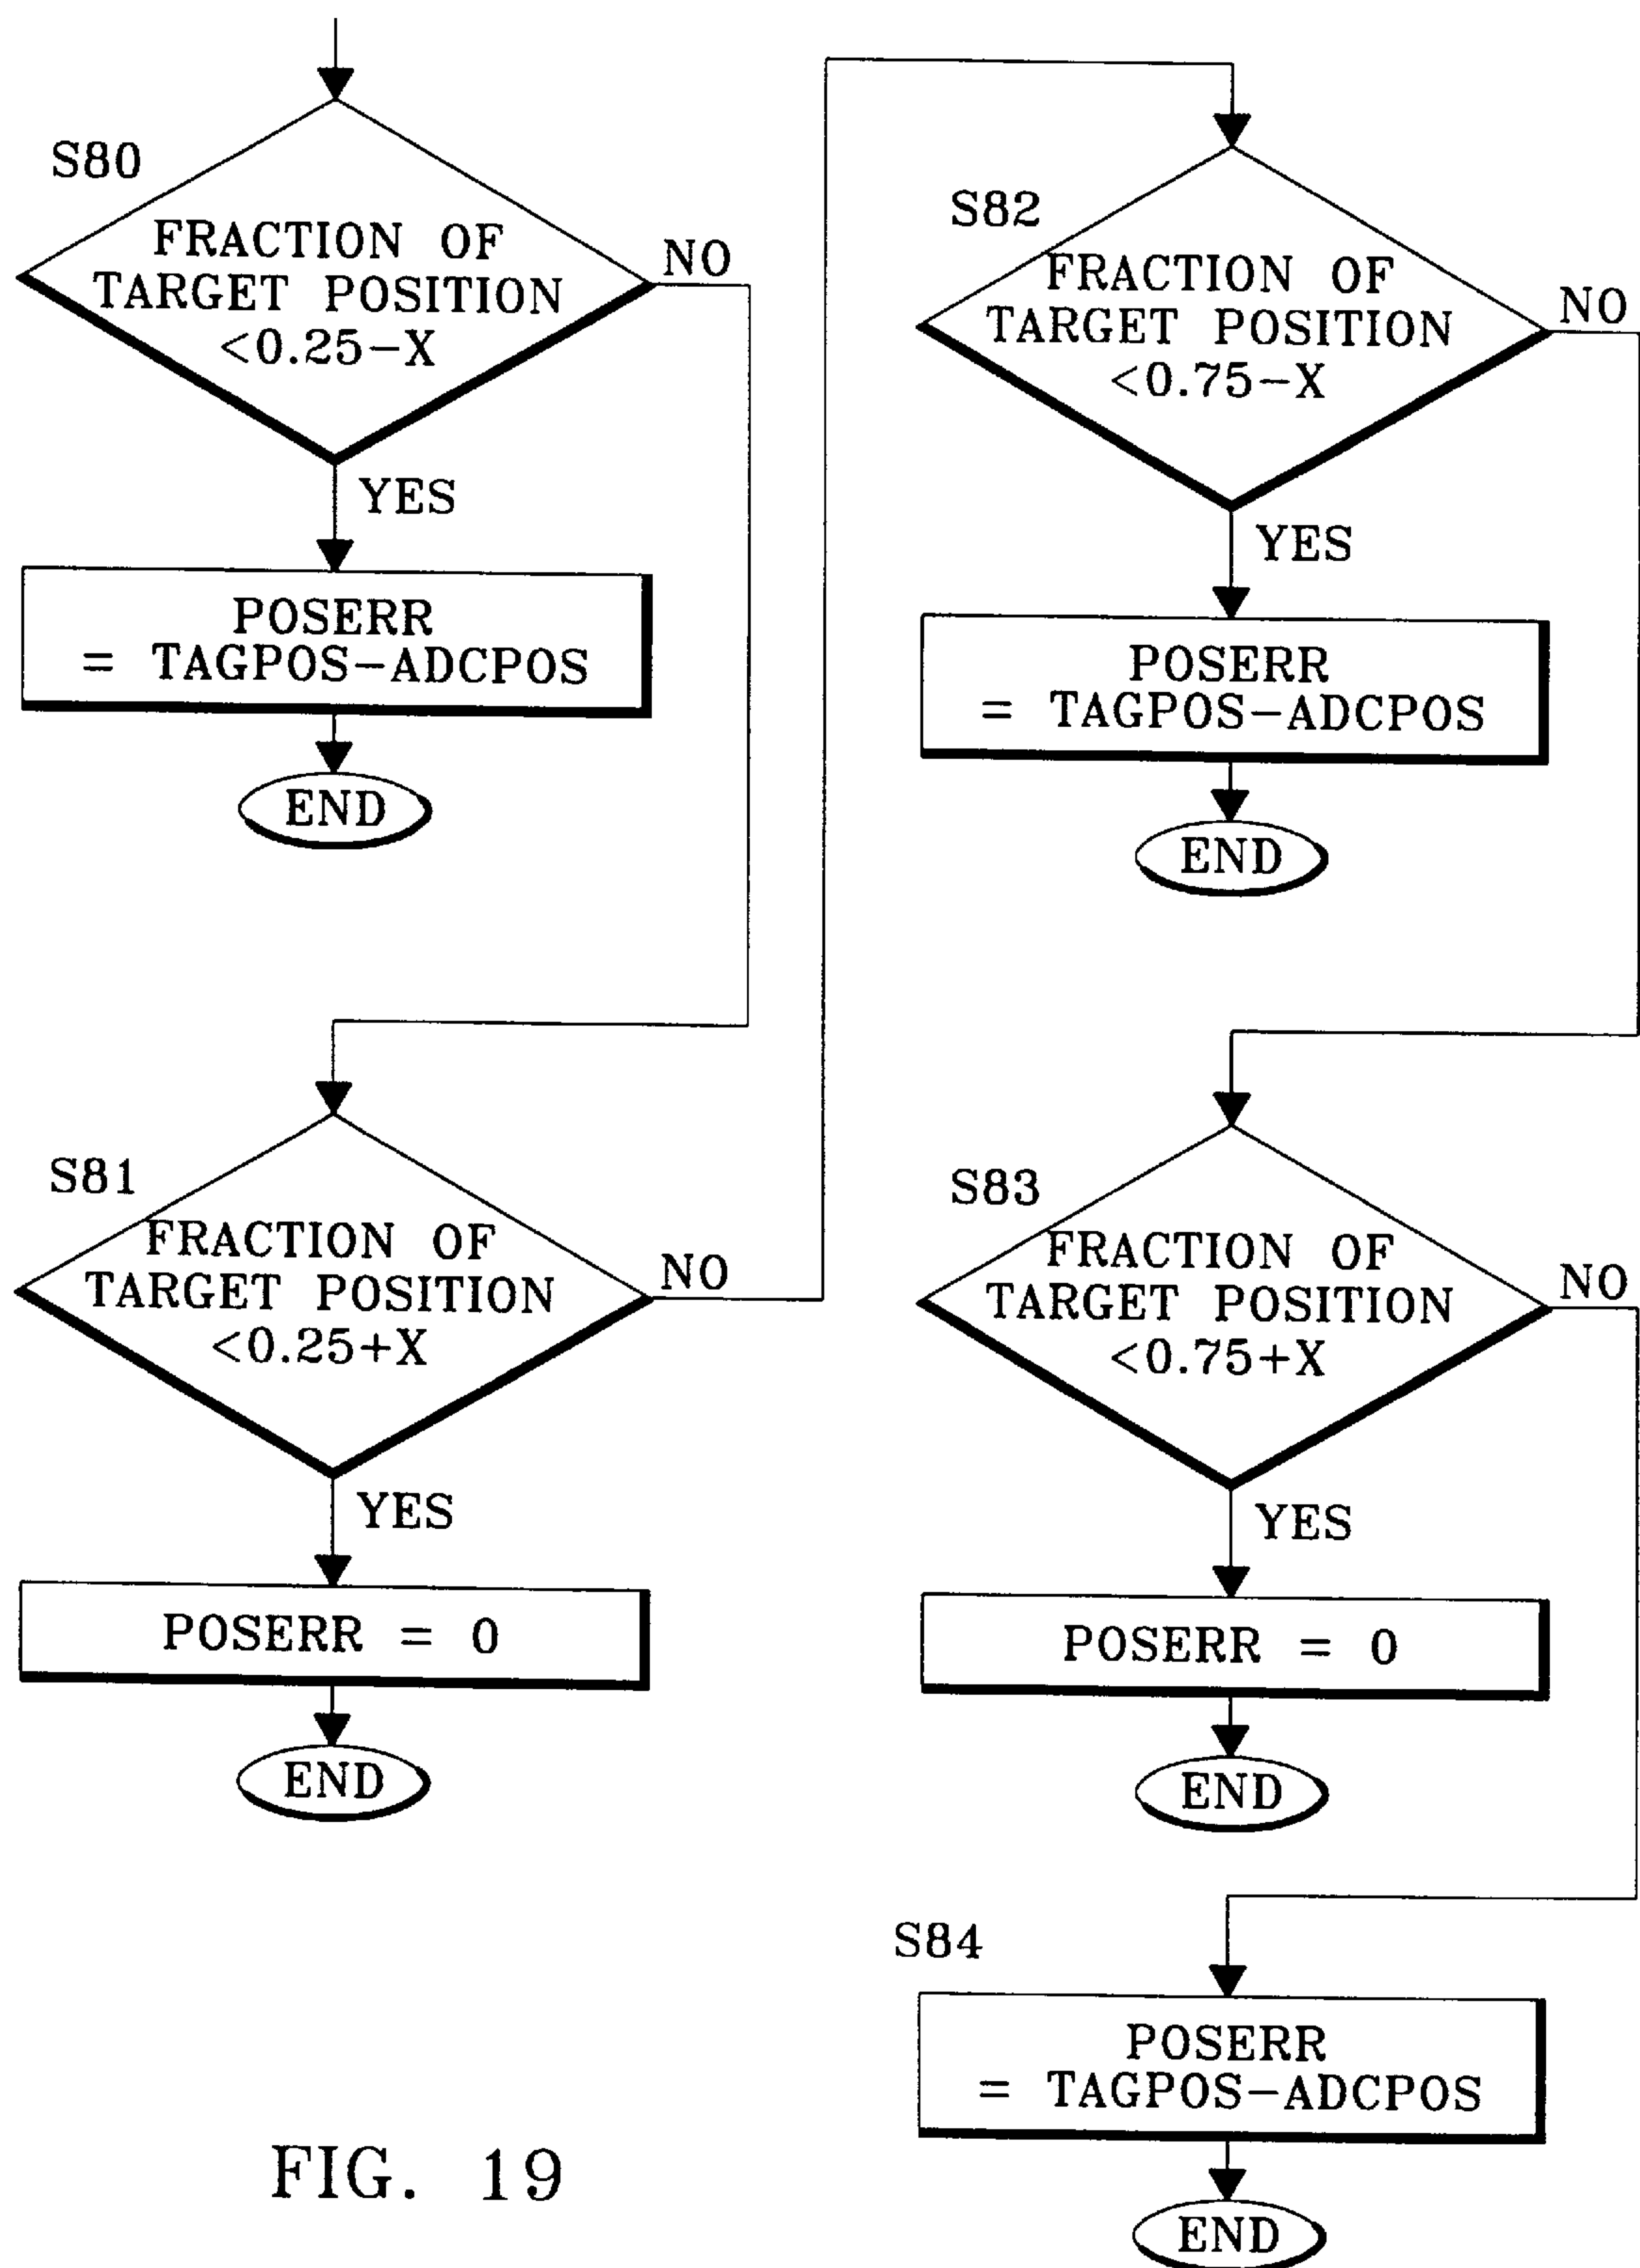 S80
FRACTION OF
TARGET POSITION
<0.25−X
NO
YES
POSERR
= TAGPOS−ADCPOS
END
S81
FRACTION OF
TARGET POSITION
<0.25+X
NO
YES
POSERR = 0
END
S82
FRACTION OF
TARGET POSITION
<0.75−X
NO
YES
POSERR
= TAGPOS−ADCPOS
END
S83
FRACTION OF
TARGET POSITION
<0.75+X
NO
YES
POSERR = 0
END
S84
POSERR
= TAGPOS−ADCPOS
END
FIG. 19